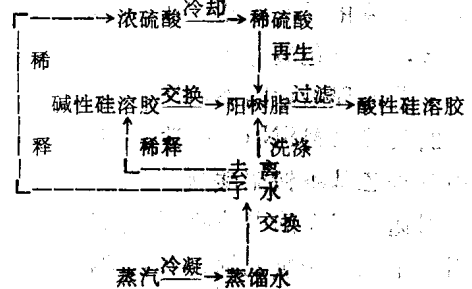 浓硫酸 冷却 稀硫酸
稀
再生
碱性硅溶胶 交换 阳树脂 过滤 酸性硅溶胶
释
稀释
洗涤
去离
子水
交换
蒸汽 冷凝 蒸馏水